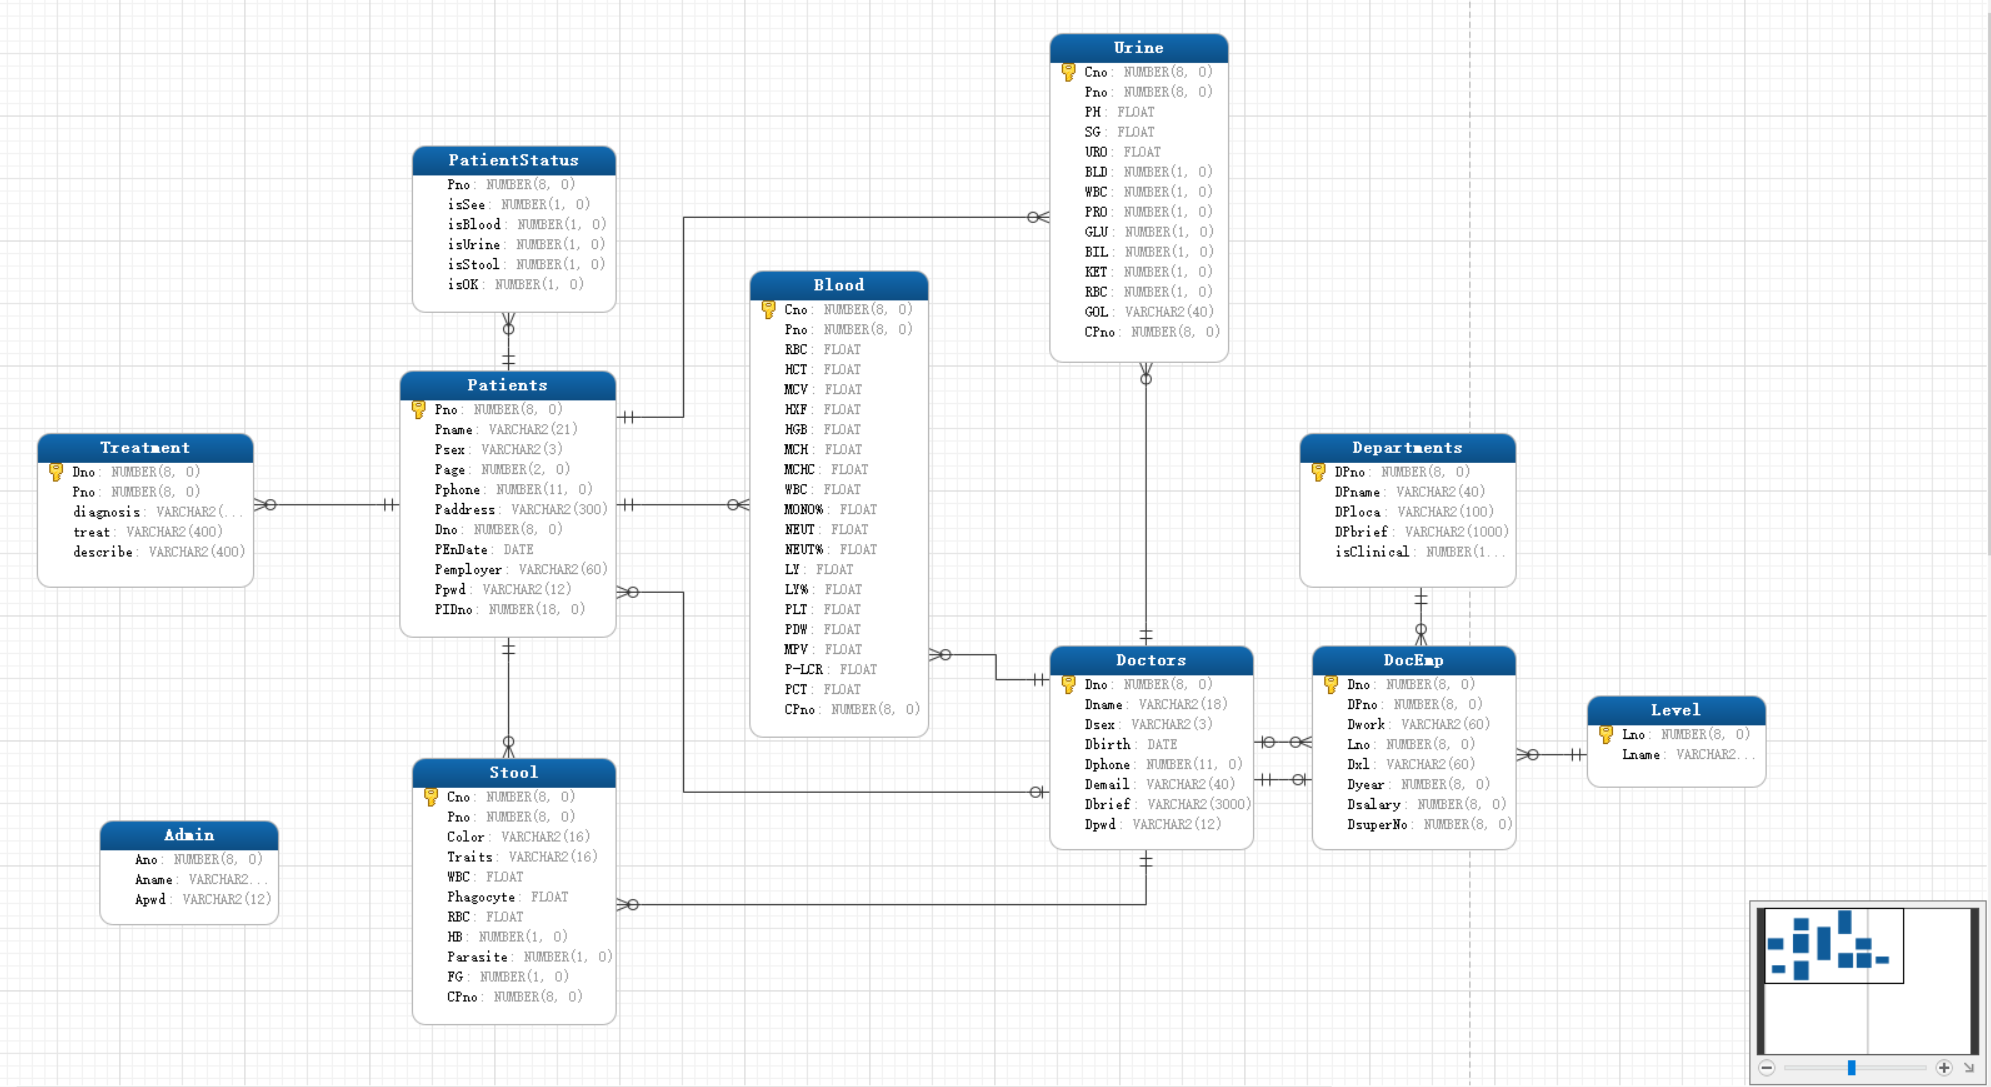 Urine
Cno: NUMBER(8, 0)
Pno: NUMBER(8, 0)
PH: FLOAT
SG: FLOAT
URO: FLOAT
BLD: NUMBER(1, 0)
WBC: NUMBER(1, 0)
PRO: NUMBER(1, 0)
GLU: NUMBER(1, 0)
BIL: NUMBER(1, 0)
KET: NUMBER(1, 0)
RBC: NUMBER(1, 0)
GOL: VARCHAR2(40)
CPno: NUMBER(8, 0)
PatientStatus
Pno: NUMBER(8, 0)
isSee: NUMBER(1, 0)
isBlood: NUMBER(1, 0)
isUrine: NUMBER(1, 0)
isStool: NUMBER(1, 0)
isOK: NUMBER(1, 0)
Blood
Cno: NUMBER(8, 0)
Pno: NUMBER(8, 0)
RBC: FLOAT
HCT: FLOAT
MCV: FLOAT
HXF: FLOAT
HGB: FLOAT
MCH: FLOAT
MCHC: FLOAT
WBC: FLOAT
MONO%: FLOAT
NEUT: FLOAT
NEUT%: FLOAT
LY: FLOAT
LY%: FLOAT
PLT: FLOAT
PDW: FLOAT
MPV: FLOAT
P-LCR: FLOAT
PCT: FLOAT
CPno: NUMBER(8, 0)
Patients
Pno: NUMBER(8, 0)
Pname: VARCHAR2(21)
Psex: VARCHAR2(3)
Page: NUMBER(2, 0)
Pphone: NUMBER(11, 0)
Paddress: VARCHAR2(300)
Dno: NUMBER(8, 0)
PEnDate: DATE
Pemployer: VARCHAR2(60)
Ppwd: VARCHAR2(12)
PIDno: NUMBER(18, 0)
Treatment
Dno: NUMBER(8, 0)
Pno: NUMBER(8, 0)
diagnosis: VARCHAR2(...
treat: VARCHAR2(400)
describe: VARCHAR2(400)
Departments
DPno: NUMBER(8, 0)
DPname: VARCHAR2(40)
DPloca: VARCHAR2(100)
DPbrief: VARCHAR2(1000)
isClinical: NUMBER(1...
Doctors
Dno: NUMBER(8, 0)
Dname: VARCHAR2(18)
Dsex: VARCHAR2(3)
Dbirth: DATE
Dphone: NUMBER(11, 0)
Demail: VARCHAR2(40)
Dbrief: VARCHAR2(3000)
Dpwd: VARCHAR2(12)
DocEmp
Dno: NUMBER(8, 0)
DPno: NUMBER(8, 0)
Dwork: VARCHAR2(60)
Lno: NUMBER(8, 0)
Dxl: VARCHAR2(60)
Dyear: NUMBER(8, 0)
Dsalary: NUMBER(8, 0)
DsuperNo: NUMBER(8, 0)
Level
Lno: NUMBER(8, 0)
Lname: VARCHAR2...
Stool
Cno: NUMBER(8, 0)
Pno: NUMBER(8, 0)
Color: VARCHAR2(16)
Traits: VARCHAR2(16)
WBC: FLOAT
Phagocyte: FLOAT
RBC: FLOAT
HB: NUMBER(1, 0)
Parasite: NUMBER(1, 0)
FG: NUMBER(1, 0)
CPno: NUMBER(8, 0)
Admin
Ano: NUMBER(8, 0)
Aname: VARCHAR2...
Apwd: VARCHAR2(12)